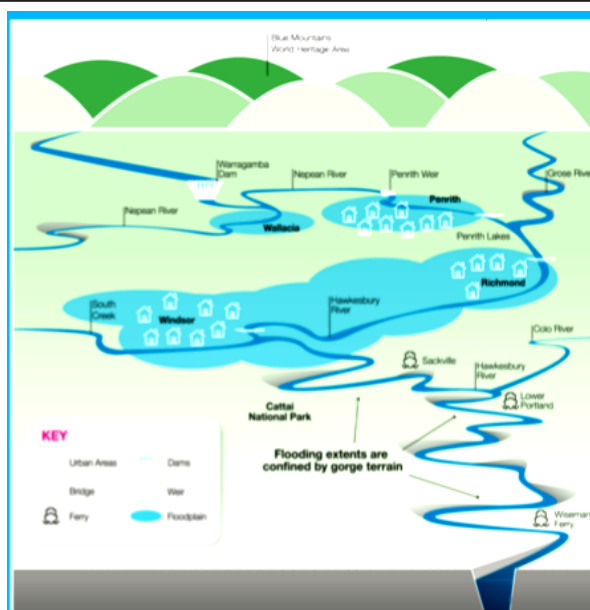 Blue Mountains
World Heritage Area
Warragamba
Dam
Nepean River
Penrith Weir
Grose River
Penrith
Nepean River
Wallacia
Penrith Lakes
Richmond
South
Creek
Windsor
Hawkesbury
River
Colo River
Sackville
Hawkesbury
River
Lower
Portland
Cattai
National Park
KEY
Flooding extents are
confined by gorge terrain
Urban Areas
Dams
Bridge
Weir
Ferry
Floodplain
Wiseman
Ferry